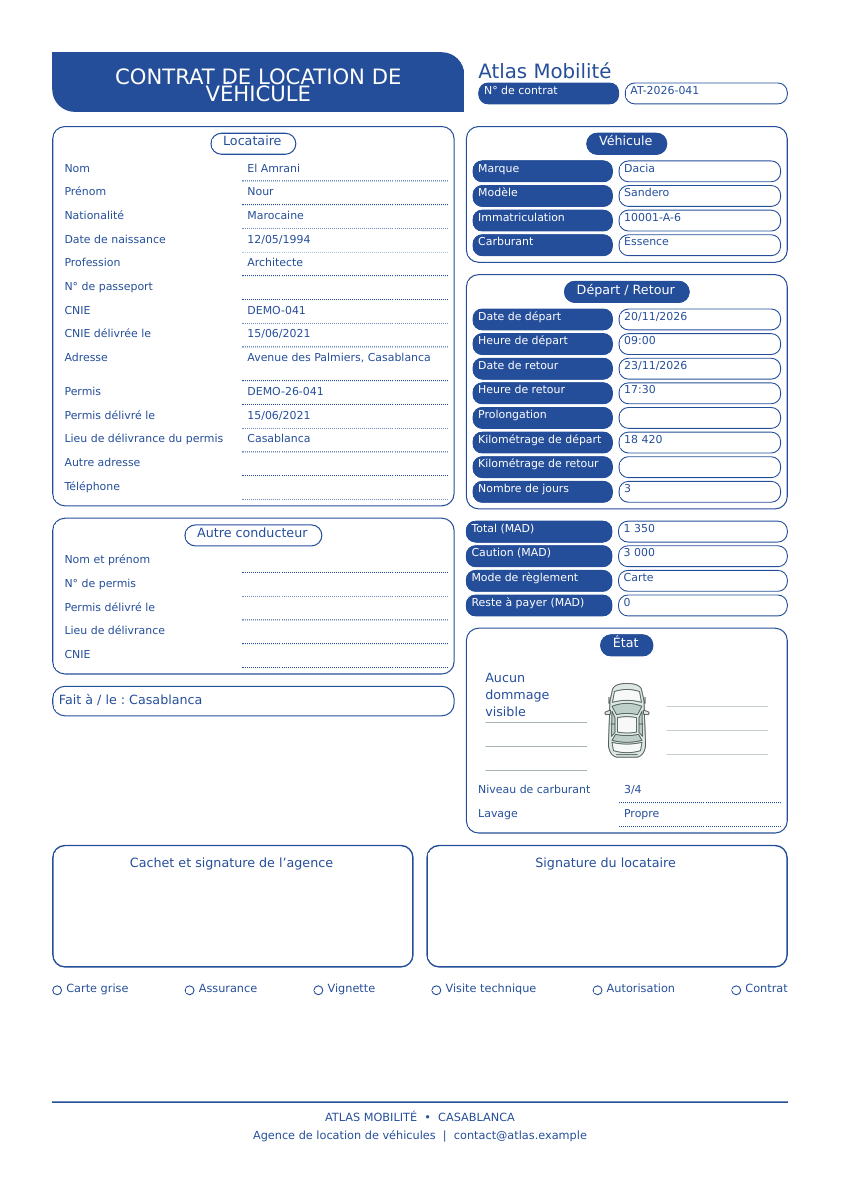 CONTRAT DE LOCATION DE
VÉHICULE
Atlas Mobilité
N° de contrat AT-2026-041
Locataire
Nom El Amrani
Prénom Nour
Nationalité Marocaine
Date de naissance 12/05/1994
Profession Architecte
N° de passeport
CNIE DEMO-041
CNIE délivrée le 15/06/2021
Adresse Avenue des Palmiers, Casablanca
Permis DEMO-26-041
Permis délivré le 15/06/2021
Lieu de délivrance du permis Casablanca
Autre adresse
Téléphone
Autre conducteur
Nom et prénom
N° de permis
Permis délivré le
Lieu de délivrance
CNIE
Fait à / le : Casablanca
Véhicule
Marque Dacia
Modèle Sandero
Immatriculation 10001-A-6
Carburant Essence
Départ / Retour
Date de départ 20/11/2026
Heure de départ 09:00
Date de retour 23/11/2026
Heure de retour 17:30
Prolongation
Kilométrage de départ 18 420
Kilométrage de retour
Nombre de jours 3
Total (MAD) 1 350
Caution (MAD) 3 000
Mode de règlement Carte
Reste à payer (MAD) 0
État
Aucun
dommage
visible
Niveau de carburant 3/4
Lavage Propre
Cachet et signature de l’agence
Signature du locataire
Carte grise Assurance Vignette Visite technique Autorisation Contrat
ATLAS MOBILITÉ • CASABLANCA
Agence de location de véhicules | contact@atlas.example